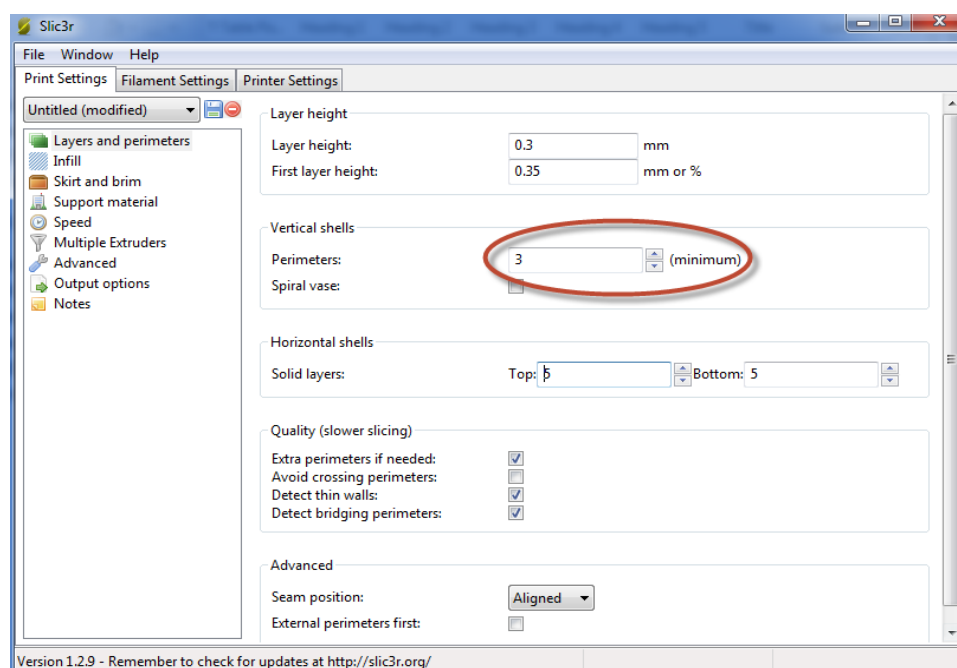 Slic3r
File Window Help
Print Settings Filament Settings Printer Settings
Untitled (modified)
Layers and perimeters
Infill
Skirt and brim
Support material
Speed
Multiple Extruders
Advanced
Output options
Notes
Layer height
Layer height: 0.3 mm
First layer height: 0.35 mm or %
Vertical shells
Perimeters: 3 (minimum)
Spiral vase:
Horizontal shells
Solid layers: Top: 5 Bottom: 5
Quality (slower slicing)
Extra perimeters if needed:
Avoid crossing perimeters:
Detect thin walls:
Detect bridging perimeters:
Advanced
Seam position: Aligned
External perimeters first:
Version 1.2.9 - Remember to check for updates at http://slic3r.org/